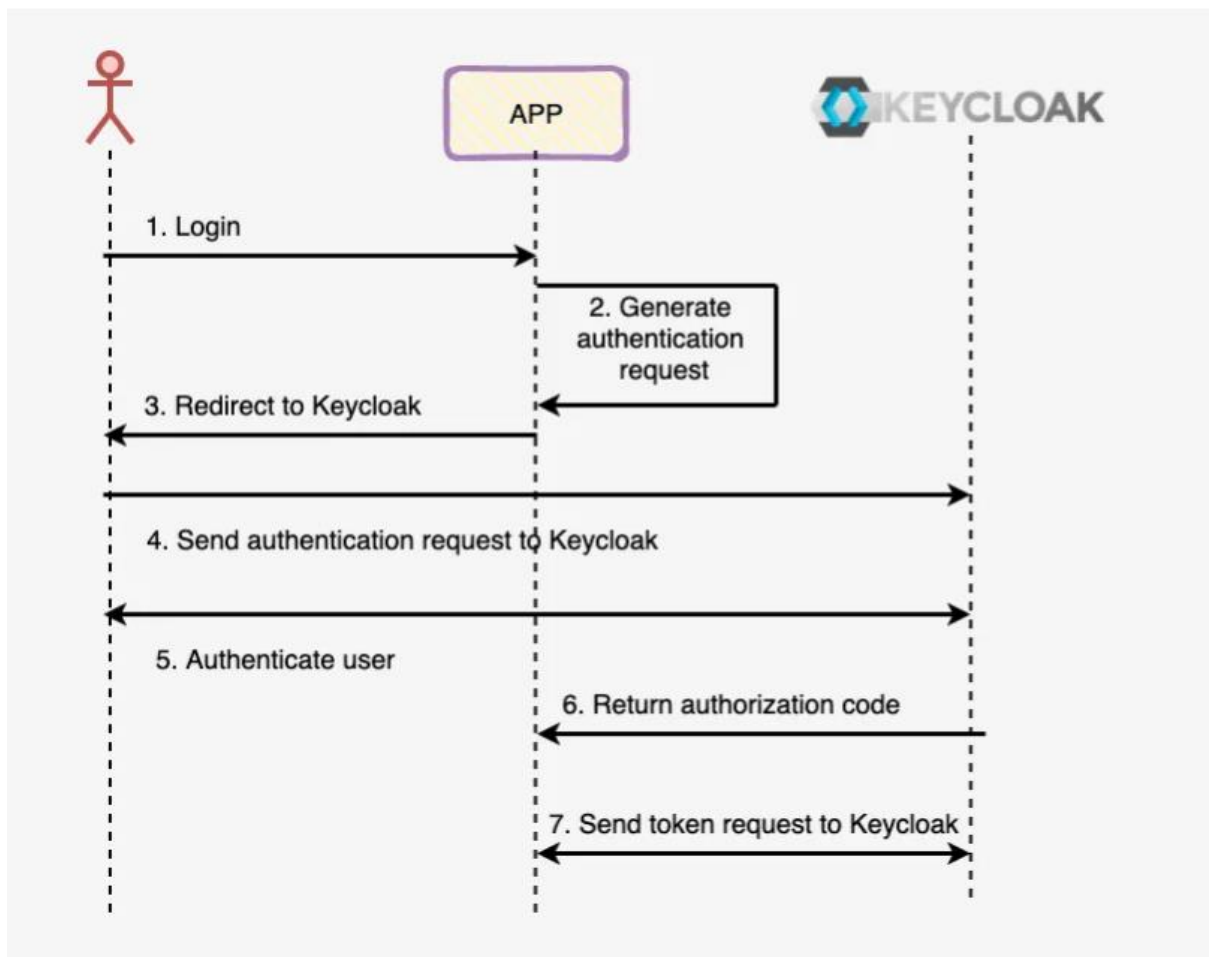 APP
KEYCLOAK
1. Login
2. Generate
authentication
request
3. Redirect to Keycloak
4. Send authentication request to Keycloak
5. Authenticate user
6. Return authorization code
7. Send token request to Keycloak